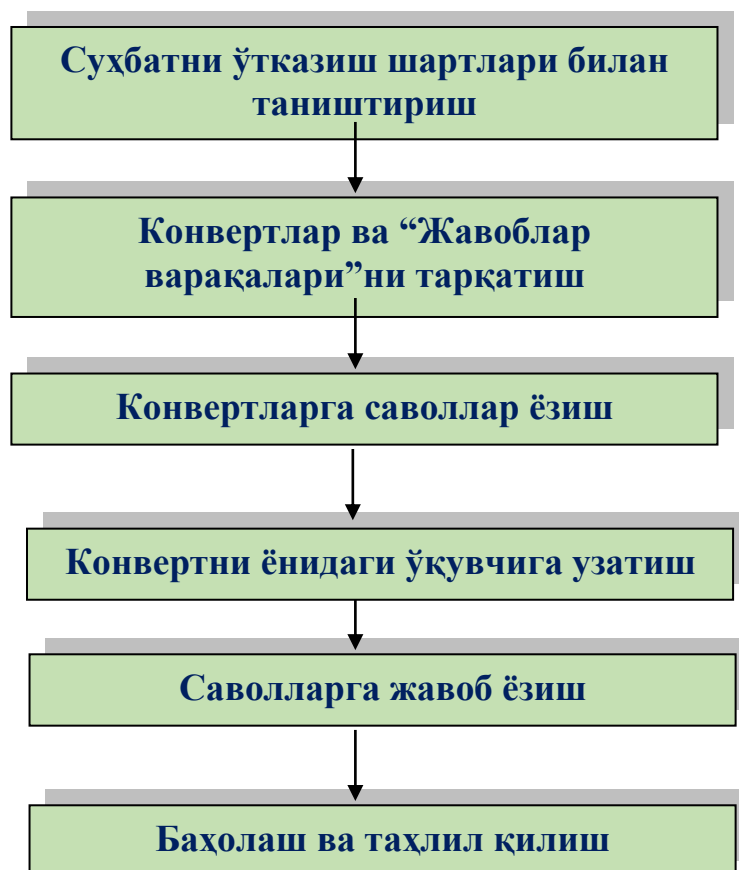 Суҳбатни ўтказиш шартлари билан
таништириш
Конвертлар ва “Жавоблар
варақалари”ни тарқатиш
Конвертларга саволлар ёзиш
Конвертни ёнидаги ўқувчига узатиш
Саволларга жавоб ёзиш
Баҳолаш ва таҳлил қилиш